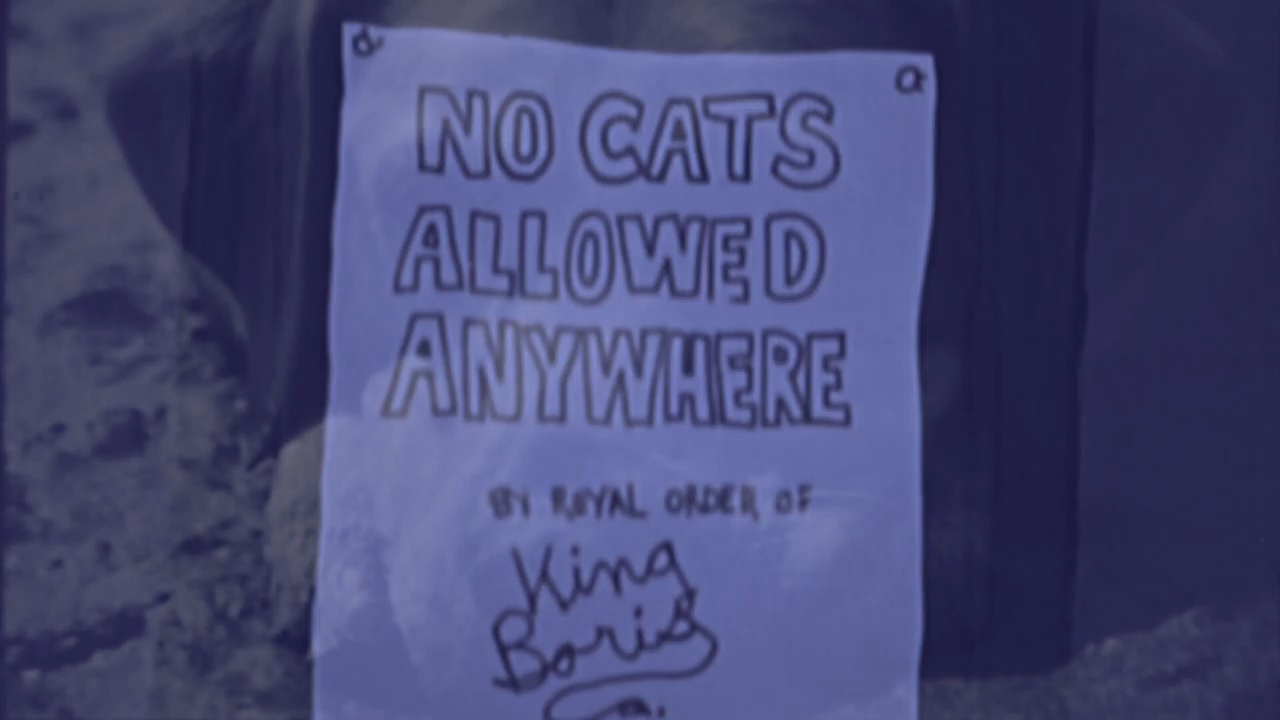 NO CATS
ALLOWED
ANYWHERE
BY ROYAL ORDER OF
King
Boris